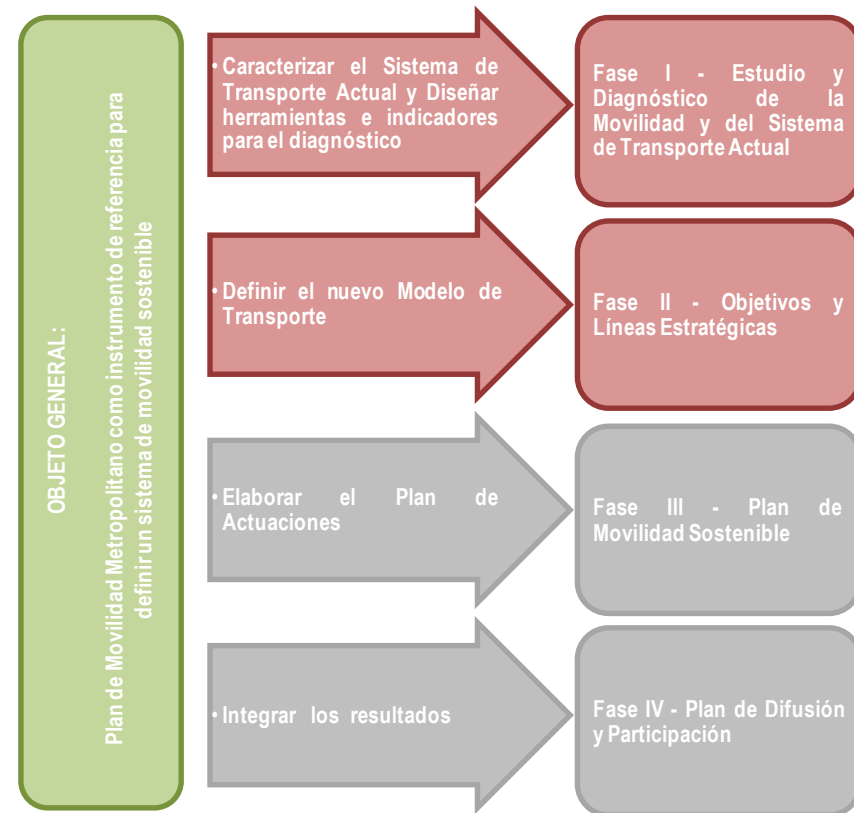 OBJETO GENERAL:
Plan de Movilidad Metropolitano como instrumento de referencia para
definir un sistema de movilidad sostenible
• Caracterizar el Sistema de
Transporte Actual y Diseñar
herramientas e indicadores
para el diagnóstico
Fase I - Estudio y
Diagnóstico de la
Movilidad y del Sistema
de Transporte Actual
• Definir el nuevo Modelo de
Transporte
Fase II - Objetivos y
Líneas Estratégicas
• Elaborar el Plan de
Actuaciones
Fase III - Plan de
Movilidad Sostenible
• Integrar los resultados
Fase IV - Plan de Difusión
y Participación